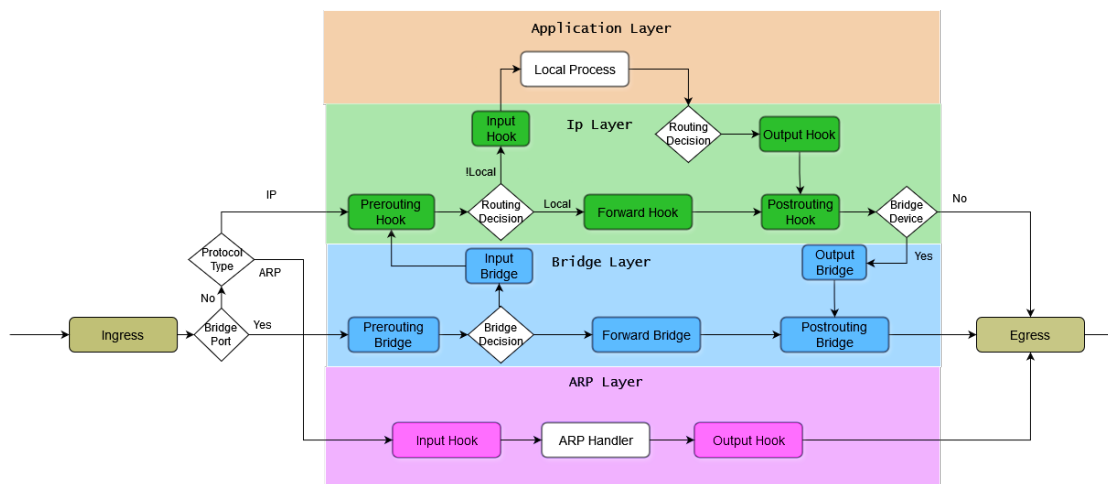 Application Layer
Local Process
Input
Hook
Ip Layer
Routing
Decision
Output Hook
!Local
IP
Prerouting
Hook
Routing
Decision
Local
Forward Hook
Postrouting
Hook
Bridge
Device
No
Protocol
Type
ARP
Input
Bridge
Bridge Layer
Output
Bridge
Yes
No
Ingress
Bridge
Port
Yes
Prerouting
Bridge
Bridge
Decision
Forward Bridge
Postrouting
Bridge
Egress
ARP Layer
Input Hook
ARP Handler
Output Hook